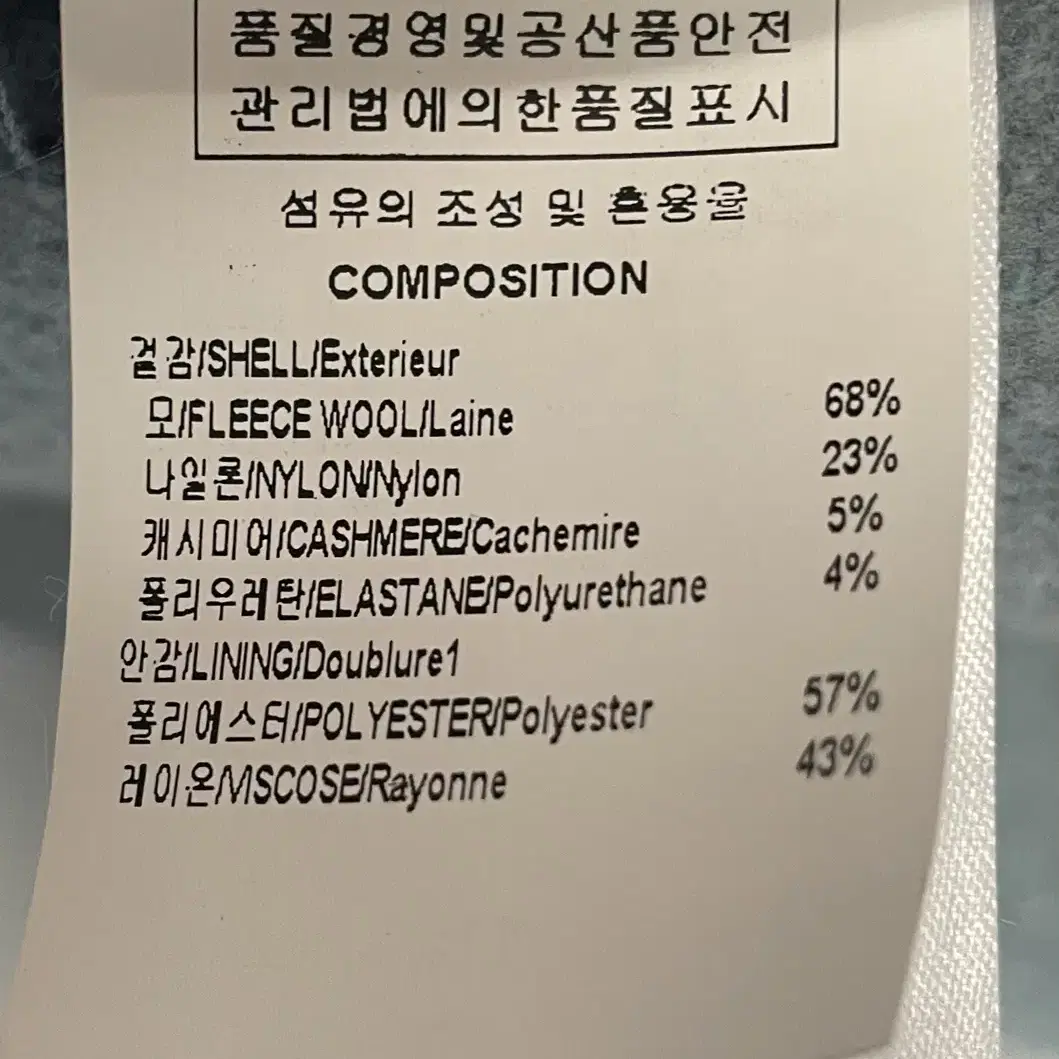 품질경영및공산품안전
관리법에의한품질표시
섬유의 조성 및 혼용율
COMPOSITION
겉감/SHELL/Exterieur
모/FLEECE WOOL/Laine 68%
나일론/NYLON/Nylon 23%
캐시미어/CASHMERE/Cachemire 5%
폴리우레탄/ELASTANE/Polyurethane 4%
안감/LINING/Doublure1
폴리에스터/POLYESTER/Polyester 57%
레이온/VISCOSE/Rayonne 43%